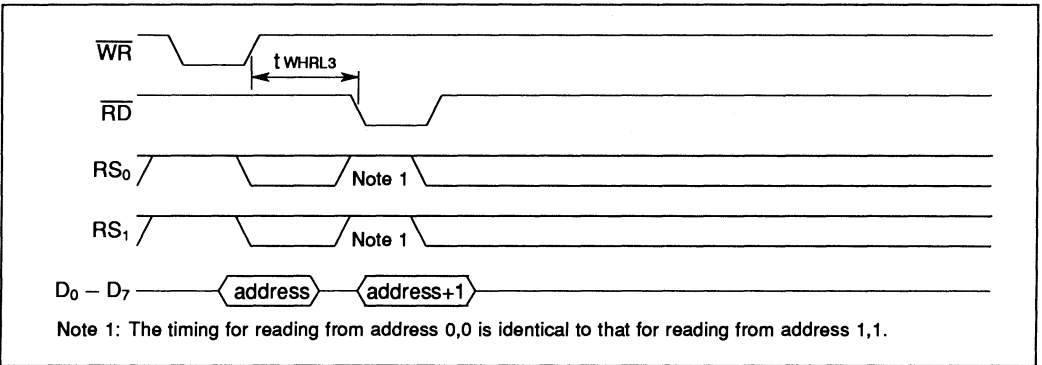 WR
t WHRL3
RD
RS0
Note 1
RS1
Note 1
D0 – D7
address
address+1
Note 1: The timing for reading from address 0,0 is identical to that for reading from address 1,1.